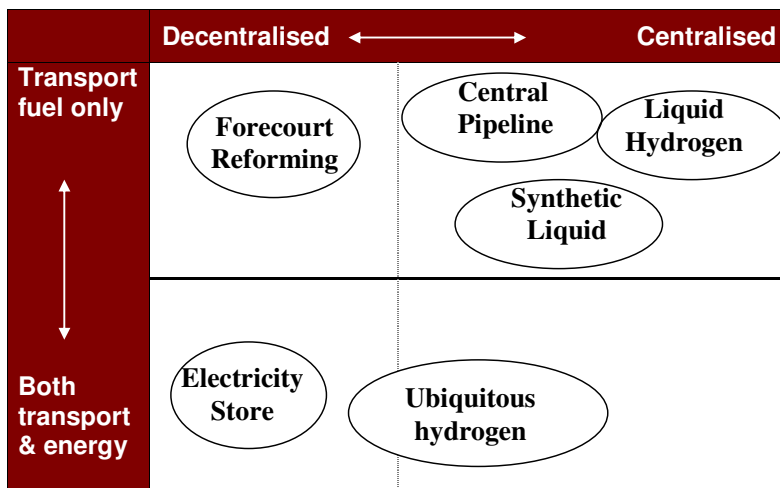 Decentralised
Centralised
Transport
fuel only
Forecourt
Reforming
Central
Pipeline
Liquid
Hydrogen
Synthetic
Liquid
Both
transport
& energy
Electricity
Store
Ubiquitous
hydrogen